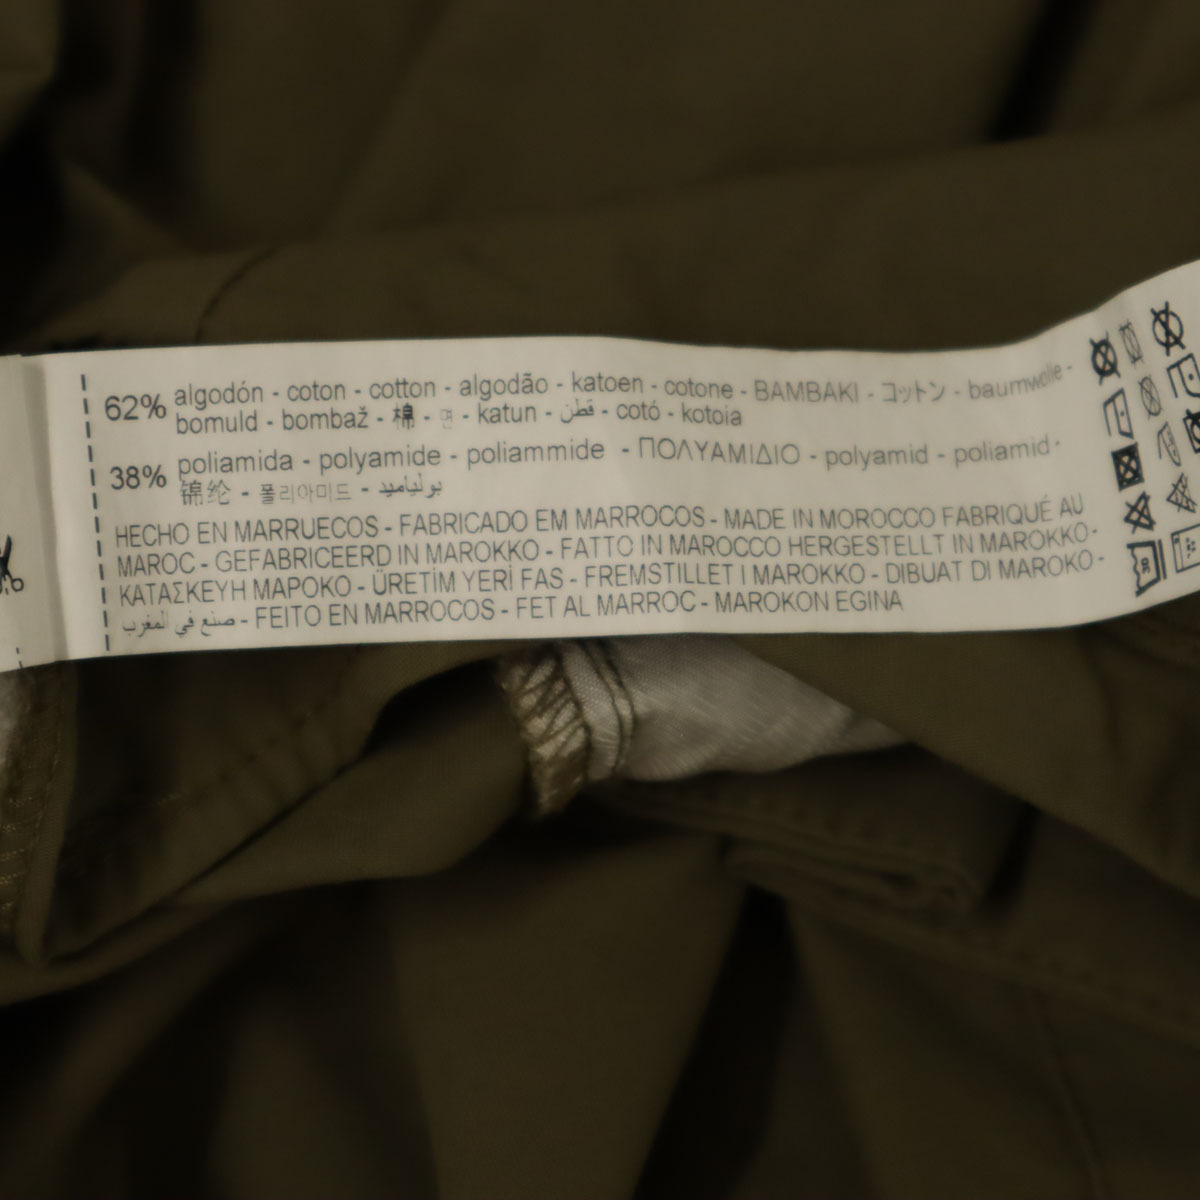 62% algodón - coton - cotton - algodão - katoen - cotone - BAMBAKI - コットン - baumwolle -
bomuld - bombaž - 棉 - 면 - katun - قطن - cotó - kotoia
38% poliamida - polyamide - poliammide - ΠΟΛΥΑΜΙΔΙΟ - polyamid - poliamid -
锦纶 - 폴리아미드 - بولياميد
HECHO EN MARRUECOS - FABRICADO EM MARROCOS - MADE IN MOROCCO FABRIQUÉ AU
MAROC - GEFABRICEERD IN MAROKKO - FATTO IN MAROCCO HERGESTELLT IN MAROKKO -
ΚΑΤΑΣΚΕΥΗ ΜΑΡΟΚΟ - ÜRETİM YERİ FAS - FREMSTILLET I MAROKKO - DIBUAT DI MAROKO -
صنع في المغرب - FEITO EN MARROCOS - FET AL MARROC - MAROKON EGINA